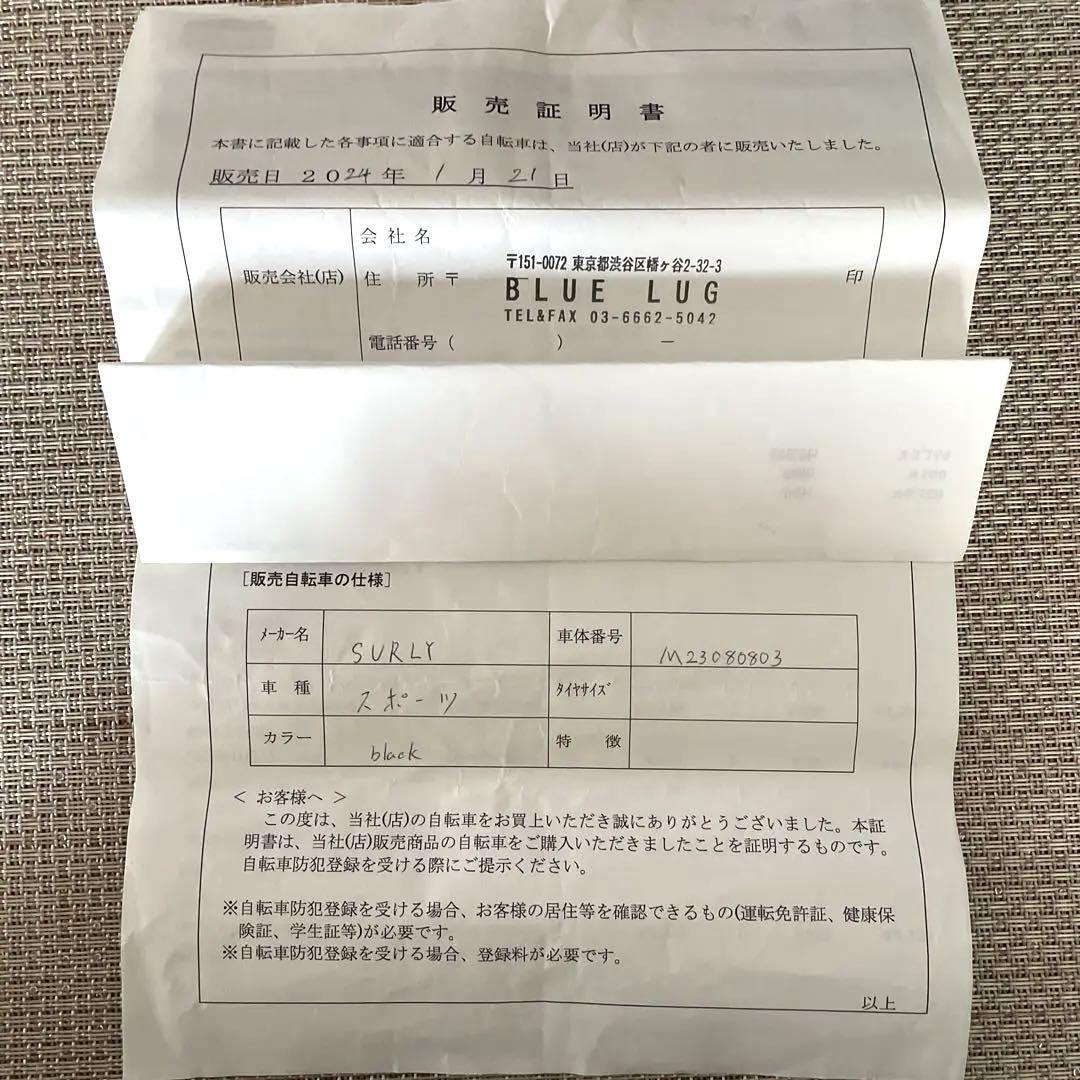 販売証明書
本書に記載した各事項に適合する自転車は、当社(店)が下記の者に販売いたしました。
販売日 2024年 1月 21日
販売会社(店)
会社名
〒151-0072 東京都渋谷区幡ヶ谷2-32-3
住 所 〒 印
BLUE LUG
TEL&FAX 03-6662-5042
電話番号 ( ) ー
[販売自転車の仕様]
メーカー名 SURLY 車体番号 M23080803
車 種 スポーツ タイヤサイズ
カラー black 特 徴
< お客様へ >
この度は、当社(店)の自転車をお買上いただき誠にありがとうございました。本証
明書は、当社(店)販売商品の自転車をご購入いただきましたことを証明するものです。
自転車防犯登録を受ける際にご提示ください。
※自転車防犯登録を受ける場合、お客様の居住等を確認できるもの(運転免許証、健康保
険証、学生証等)が必要です。
※自転車防犯登録を受ける場合、登録料が必要です。
以上